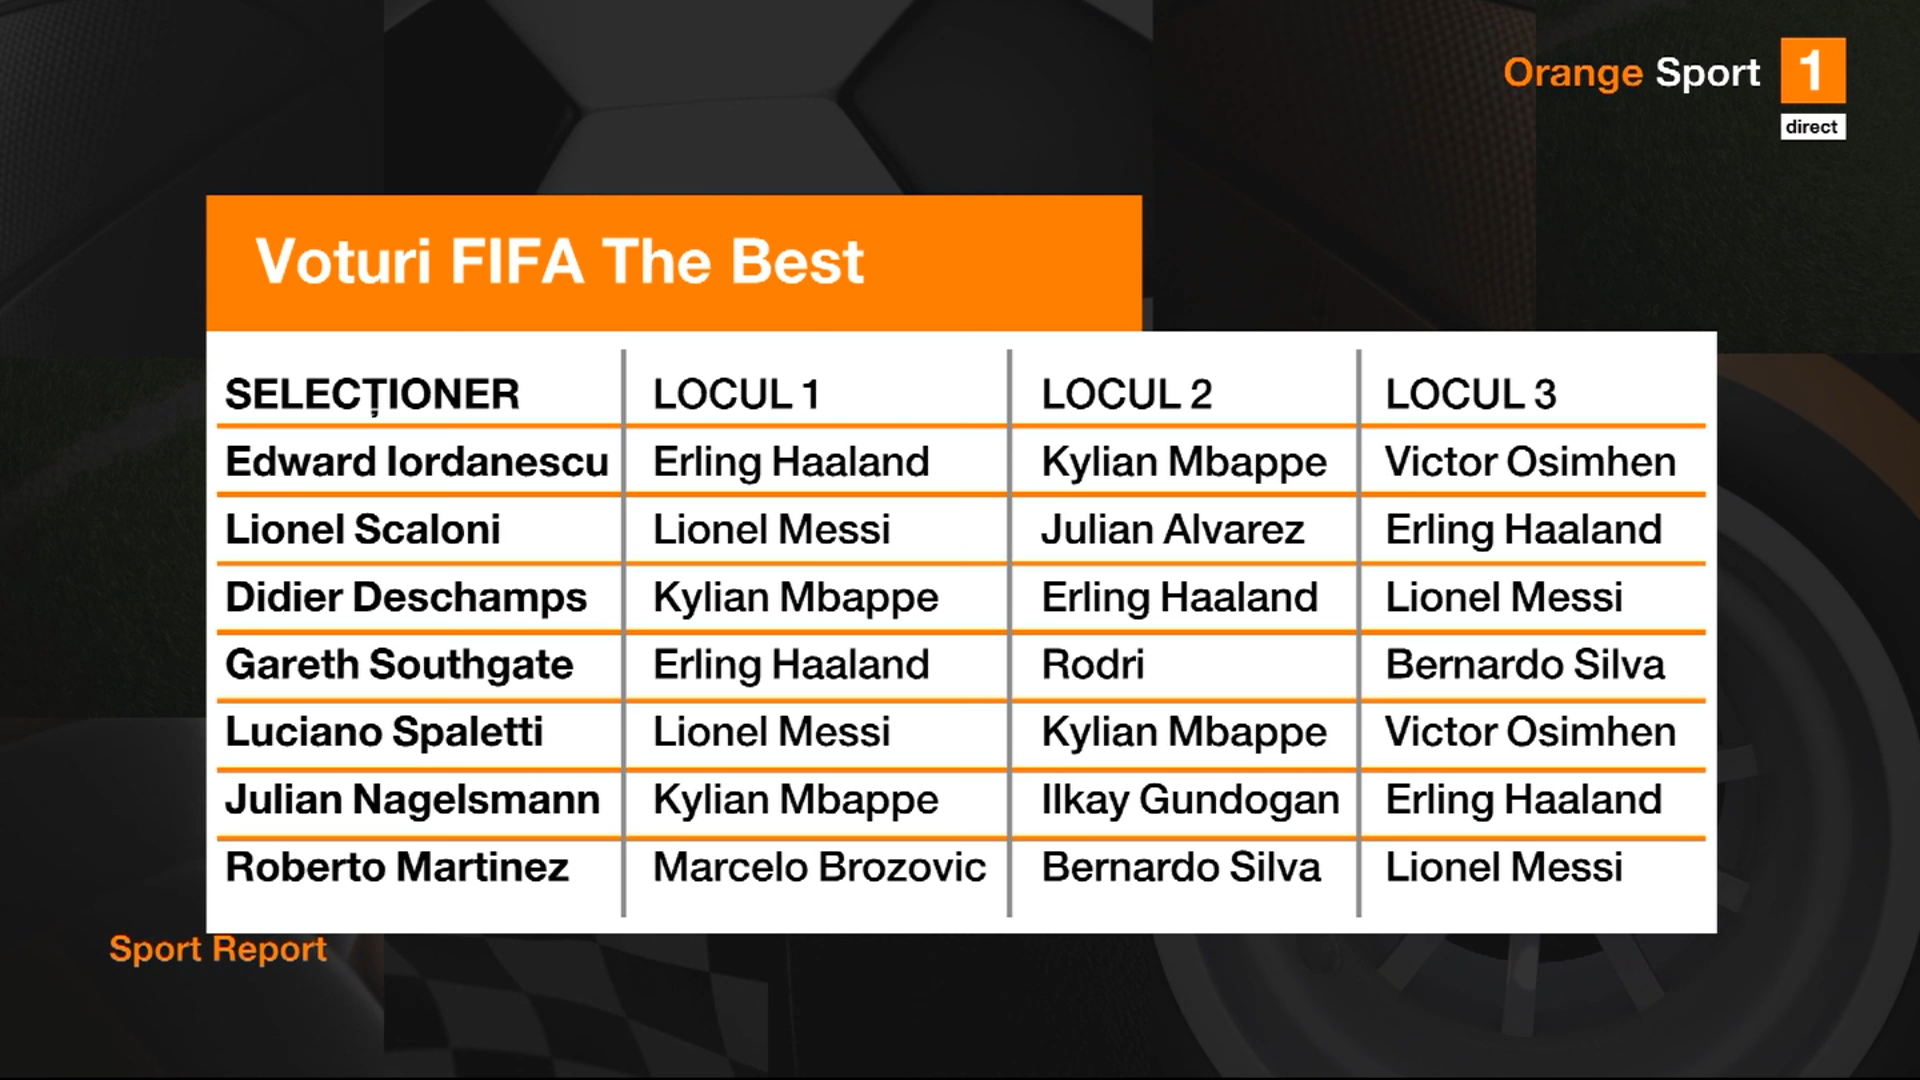 Orange Sport 1
direct
Voturi FIFA The Best
SELECȚIONER LOCUL 1 LOCUL 2 LOCUL 3
Edward Iordanescu Erling Haaland Kylian Mbappe Victor Osimhen
Lionel Scaloni Lionel Messi Julian Alvarez Erling Haaland
Didier Deschamps Kylian Mbappe Erling Haaland Lionel Messi
Gareth Southgate Erling Haaland Rodri Bernardo Silva
Luciano Spaletti Lionel Messi Kylian Mbappe Victor Osimhen
Julian Nagelsmann Kylian Mbappe Ilkay Gundogan Erling Haaland
Roberto Martinez Marcelo Brozovic Bernardo Silva Lionel Messi
Sport Report